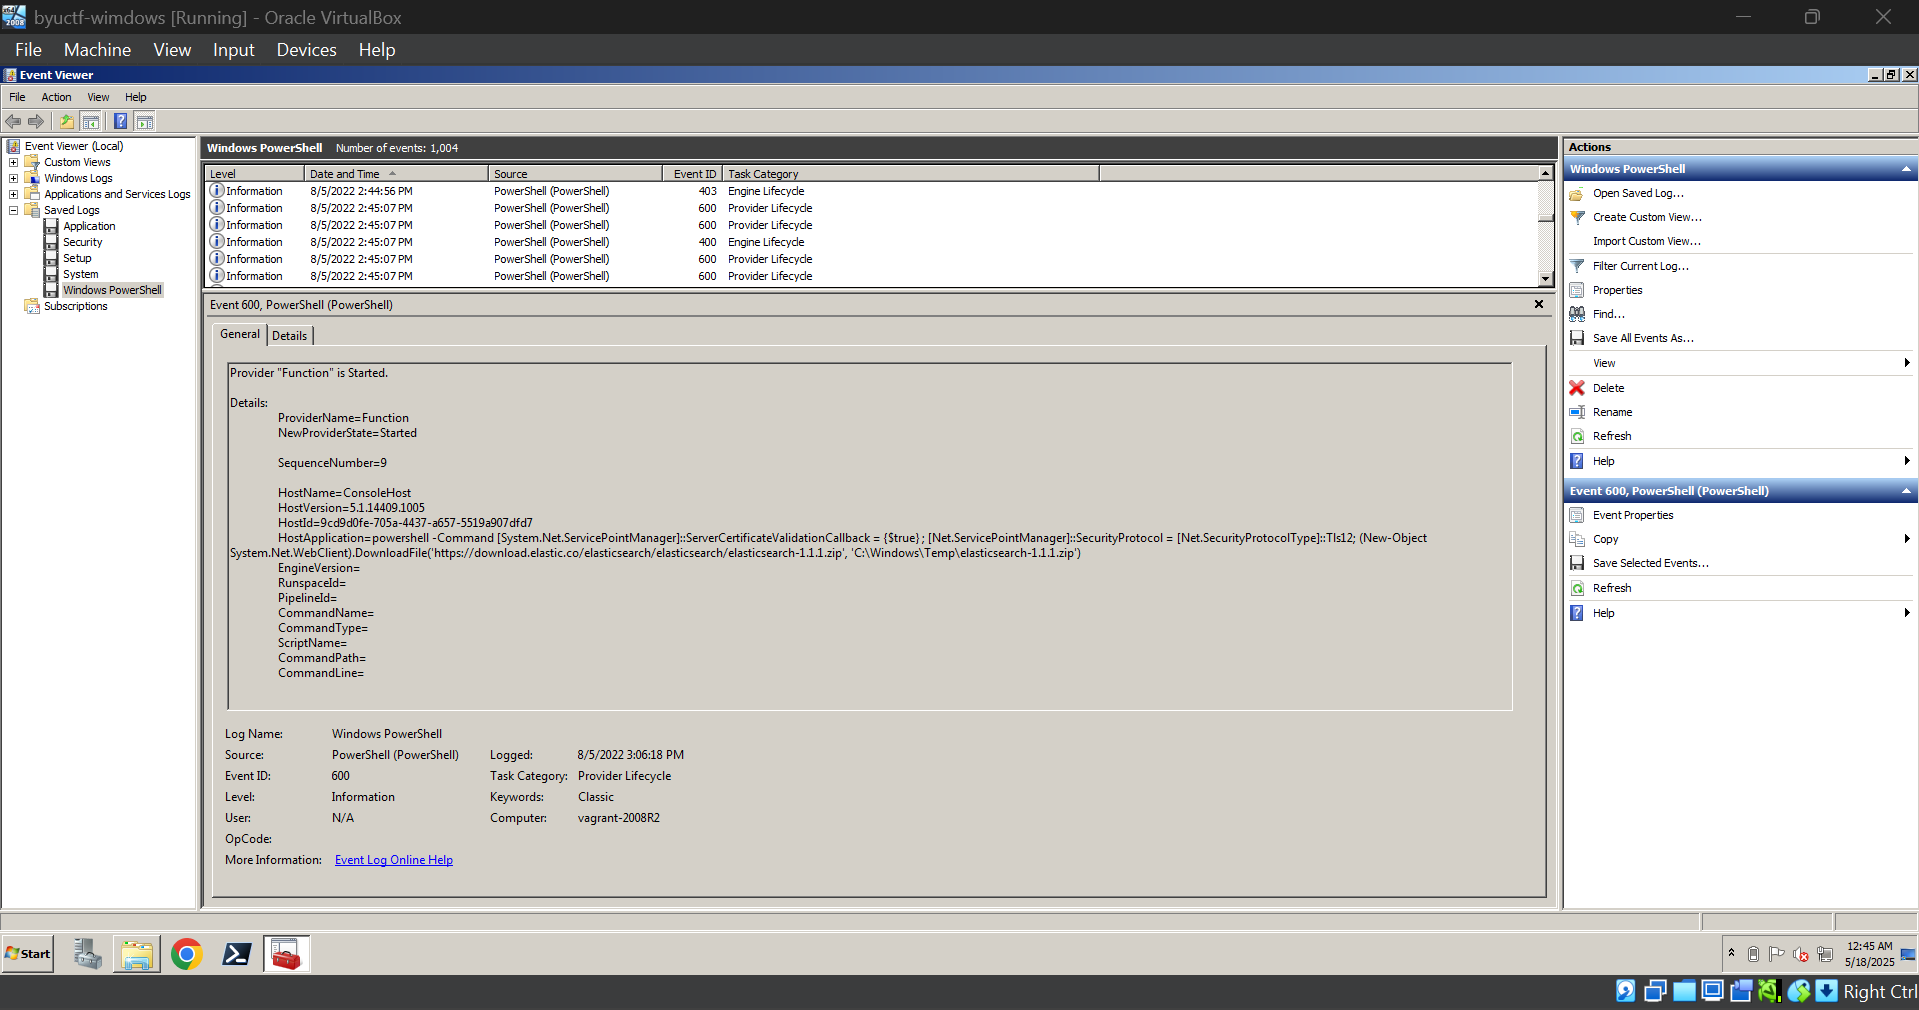 byuctf-wimdows [Running] - Oracle VirtualBox
File Machine View Input Devices Help
Event Viewer
File Action View Help
Event Viewer (Local)
Custom Views
Windows Logs
Applications and Services Logs
Saved Logs
Application
Security
Setup
System
Windows PowerShell
Subscriptions
Windows PowerShell Number of events: 1,004
Level Date and Time Source Event ID Task Category
Information 8/5/2022 2:44:56 PM PowerShell (PowerShell) 403 Engine Lifecycle
Information 8/5/2022 2:45:07 PM PowerShell (PowerShell) 600 Provider Lifecycle
Information 8/5/2022 2:45:07 PM PowerShell (PowerShell) 600 Provider Lifecycle
Information 8/5/2022 2:45:07 PM PowerShell (PowerShell) 400 Engine Lifecycle
Information 8/5/2022 2:45:07 PM PowerShell (PowerShell) 600 Provider Lifecycle
Information 8/5/2022 2:45:07 PM PowerShell (PowerShell) 600 Provider Lifecycle
Event 600, PowerShell (PowerShell)
General Details
Provider "Function" is Started.
Details:
ProviderName=Function
NewProviderState=Started
SequenceNumber=9
HostName=ConsoleHost
HostVersion=5.1.14409.1005
HostId=9cd9d0fe-705a-4437-a657-5519a907dfd7
HostApplication=powershell -Command [System.Net.ServicePointManager]::ServerCertificateValidationCallback = {$true}; [Net.ServicePointManager]::SecurityProtocol = [Net.SecurityProtocolType]::Tls12; (New-Object
System.Net.WebClient).DownloadFile('https://download.elastic.co/elasticsearch/elasticsearch/elasticsearch-1.1.1.zip', 'C:\Windows\Temp\elasticsearch-1.1.1.zip')
EngineVersion=
RunspaceId=
PipelineId=
CommandName=
CommandType=
ScriptName=
CommandPath=
CommandLine=
Log Name: Windows PowerShell
Source: PowerShell (PowerShell) Logged: 8/5/2022 3:06:18 PM
Event ID: 600 Task Category: Provider Lifecycle
Level: Information Keywords: Classic
User: N/A Computer: vagrant-2008R2
OpCode:
More Information: Event Log Online Help
Actions
Windows PowerShell
Open Saved Log...
Create Custom View...
Import Custom View...
Filter Current Log...
Properties
Find...
Save All Events As...
View
Delete
Rename
Refresh
Help
Event 600, PowerShell (PowerShell)
Event Properties
Copy
Save Selected Events...
Refresh
Help
Start
12:45 AM
5/18/2025
Right Ctrl